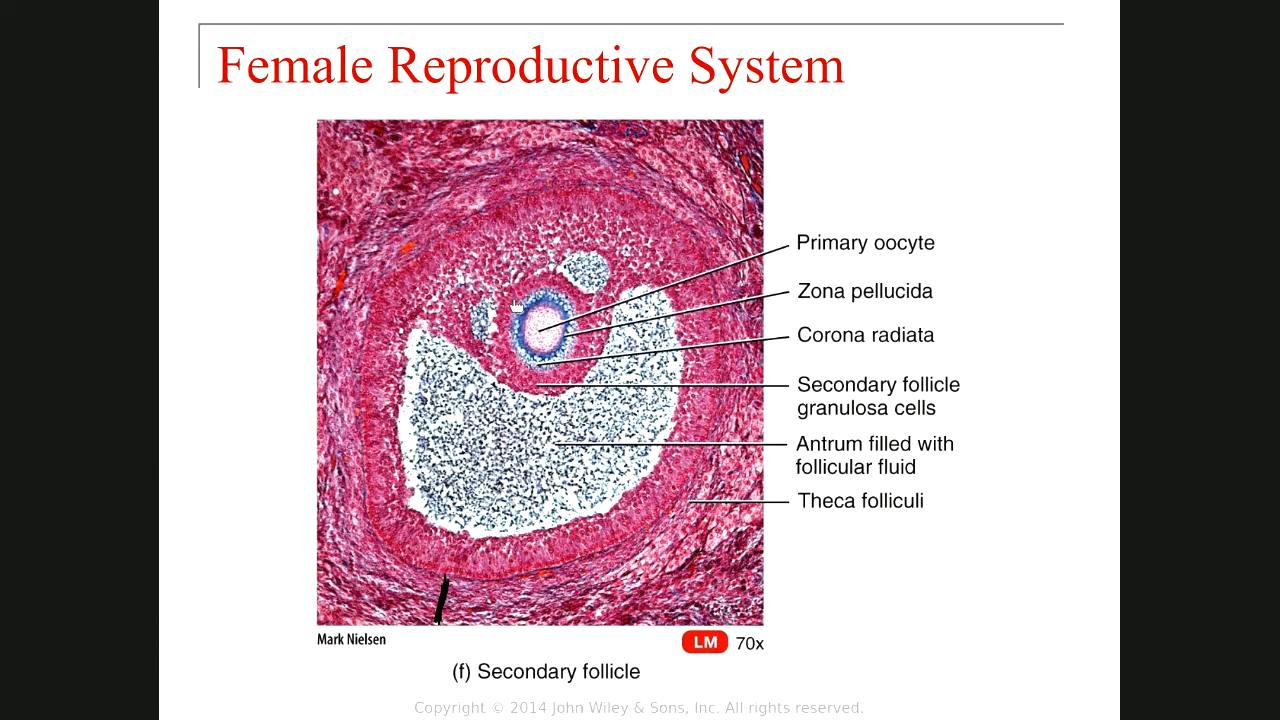 Female Reproductive System
Primary oocyte
Zona pellucida
Corona radiata
Secondary follicle
granulosa cells
Antrum filled with
follicular fluid
Theca folliculi
Mark Nielsen
LM 70x
(f) Secondary follicle
Copyright © 2014 John Wiley & Sons, Inc. All rights reserved.